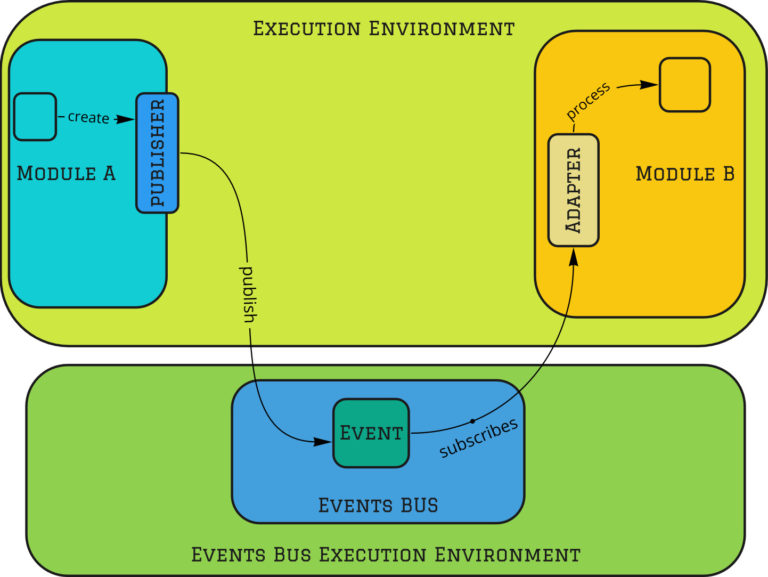 Execution Environment
create
Publisher
Module A
process
Adapter
Module B
publish
Event
subscribes
Events BUS
Events Bus Execution Environment